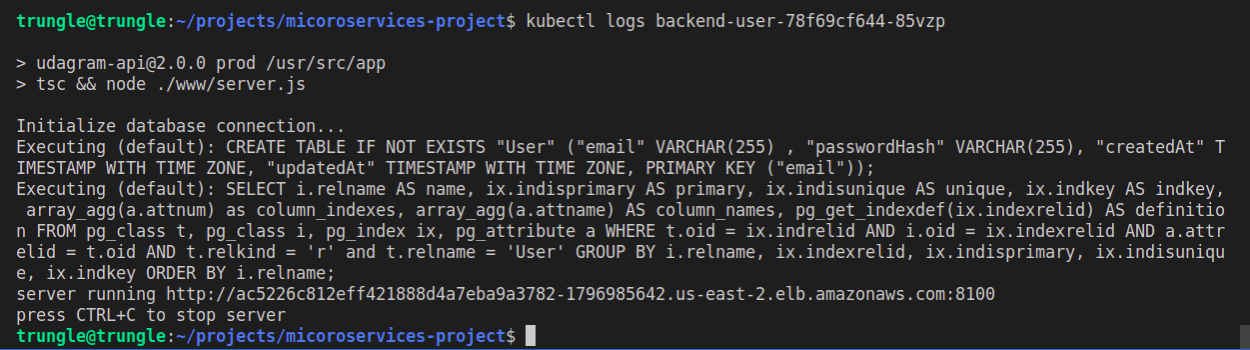 trungle@trungle:~/projects/micoroservices-project$ kubectl logs backend-user-78f69cf644-85vzp
> udagram-api@2.0.0 prod /usr/src/app
> tsc && node ./www/server.js
Initialize database connection...
Executing (default): CREATE TABLE IF NOT EXISTS "User" ("email" VARCHAR(255) , "passwordHash" VARCHAR(255), "createdAt" T
IMESTAMP WITH TIME ZONE, "updatedAt" TIMESTAMP WITH TIME ZONE, PRIMARY KEY ("email"));
Executing (default): SELECT i.relname AS name, ix.indisprimary AS primary, ix.indisunique AS unique, ix.indkey AS indkey,
 array_agg(a.attnum) as column_indexes, array_agg(a.attname) AS column_names, pg_get_indexdef(ix.indexrelid) AS definitio
n FROM pg_class t, pg_class i, pg_index ix, pg_attribute a WHERE t.oid = ix.indrelid AND i.oid = ix.indexrelid AND a.attr
elid = t.oid AND t.relkind = 'r' and t.relname = 'User' GROUP BY i.relname, ix.indexrelid, ix.indisprimary, ix.indisuniqu
e, ix.indkey ORDER BY i.relname;
server running http://ac5226c812eff421888d4a7eba9a3782-1796985642.us-east-2.elb.amazonaws.com:8100
press CTRL+C to stop server
trungle@trungle:~/projects/micoroservices-project$